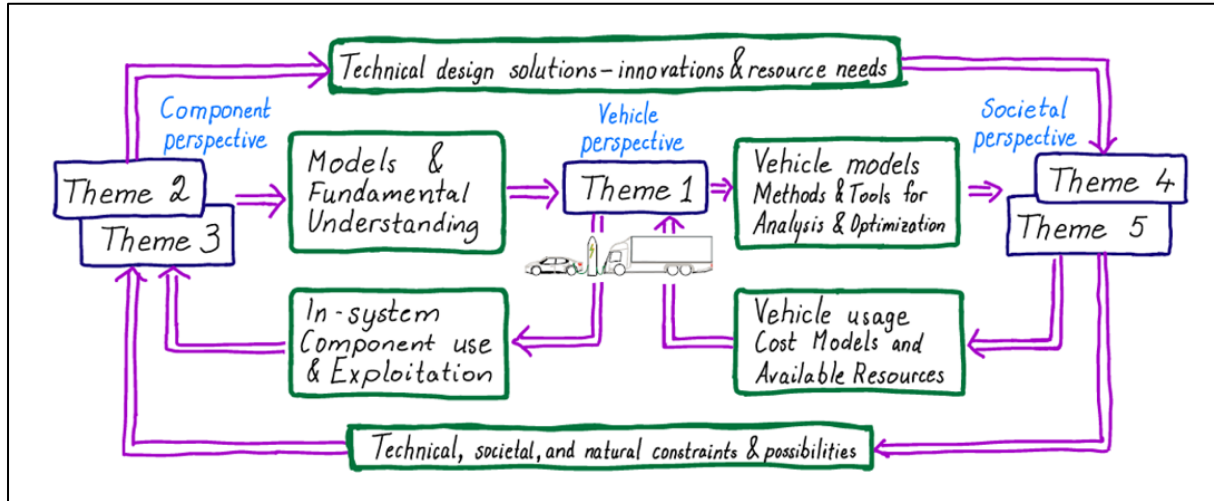 Technical design solutions – innovations & resource needs
Component
perspective
Vehicle
perspective
Societal
perspective
Theme 2
Theme 3
Models &
Fundamental
Understanding
Theme 1
Vehicle models
Methods & Tools for
Analysis & Optimization
Theme 4
Theme 5
In-system
Component use
& Exploitation
Vehicle usage
Cost Models and
Available Resources
Technical, societal, and natural constraints & possibilities